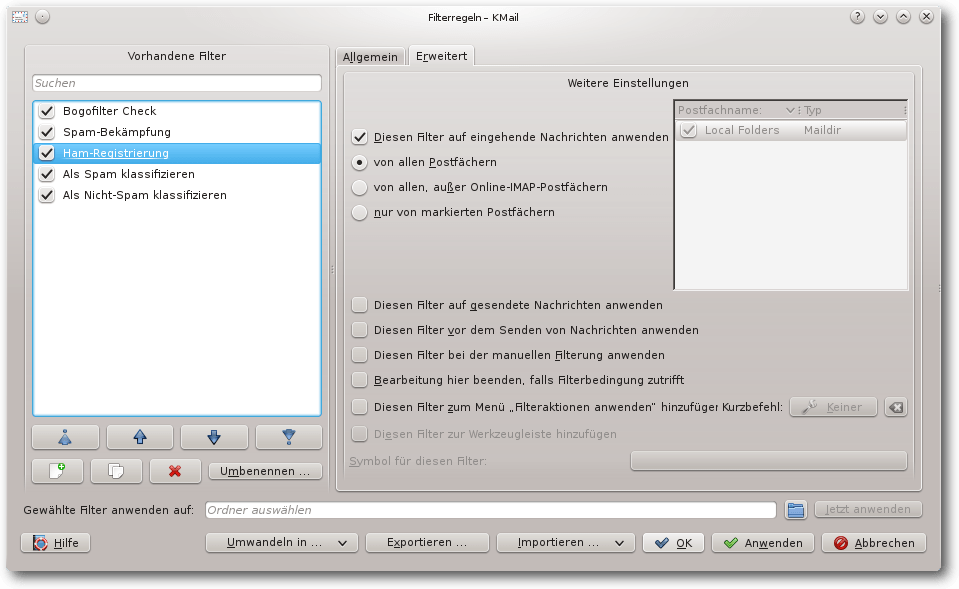 Filterregeln – KMail
Vorhandene Filter
Suchen
Bogofilter Check
Spam-Bekämpfung
Ham-Registrierung
Als Spam klassifizieren
Als Nicht-Spam klassifizieren
Umbenennen ...
Allgemein
Erweitert
Weitere Einstellungen
Diesen Filter auf eingehende Nachrichten anwenden
von allen Postfächern
von allen, außer Online-IMAP-Postfächern
nur von markierten Postfächern
Postfachname: Typ
Local Folders Maildir
Diesen Filter auf gesendete Nachrichten anwenden
Diesen Filter vor dem Senden von Nachrichten anwenden
Diesen Filter bei der manuellen Filterung anwenden
Bearbeitung hier beenden, falls Filterbedingung zutrifft
Diesen Filter zum Menü „Filteraktionen anwenden“ hinzufüger Kurzbefehl: Keiner
Diesen Filter zur Werkzeugleiste hinzufügen
Symbol für diesen Filter:
Gewählte Filter anwenden auf: Ordner auswählen Jetzt anwenden
Hilfe Umwandeln in ... Exportieren ... Importieren ... OK Anwenden Abbrechen